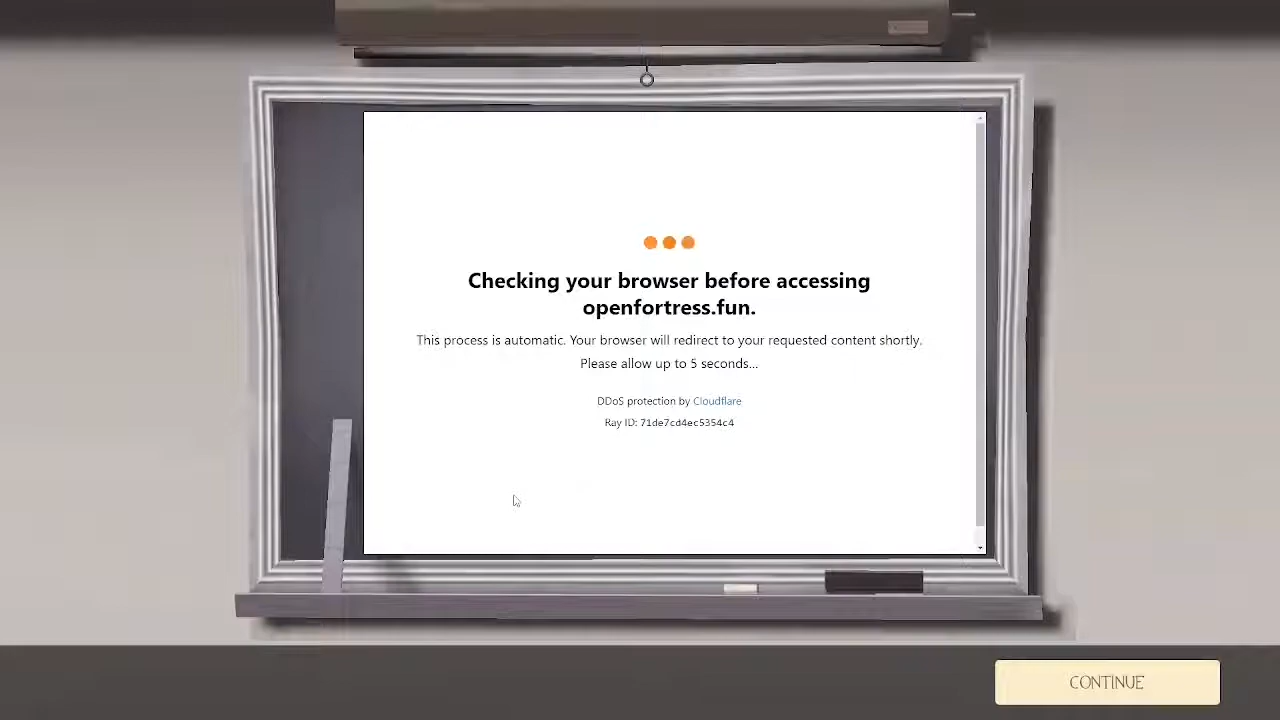 Checking your browser before accessing
openfortress.fun.
This process is automatic. Your browser will redirect to your requested content shortly.
Please allow up to 5 seconds...
DDoS protection by Cloudflare
Ray ID: 71de7cd4ec5354c4
CONTINUE